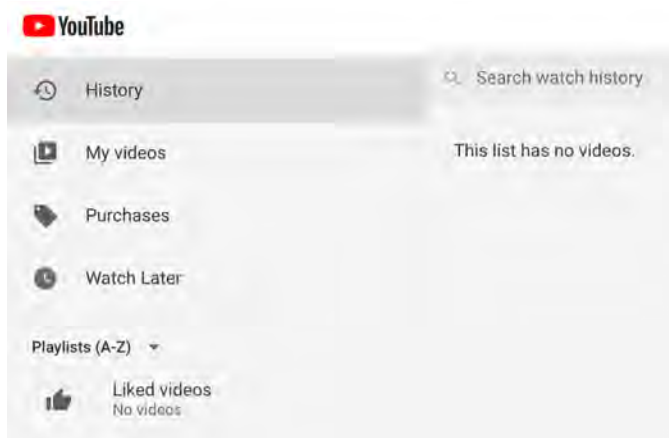 YouTube
History
Search watch history
My videos
This list has no videos.
Purchases
Watch Later
Playlists (A-Z)
Liked videos
No videos